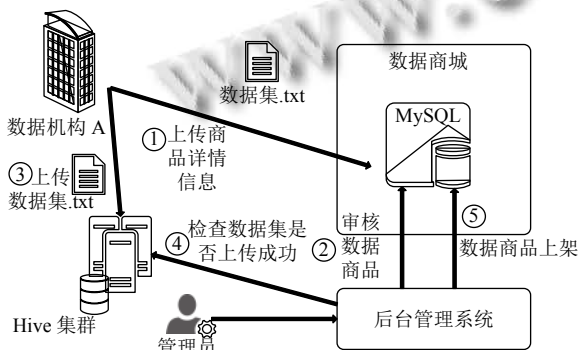 数据商城
数据集.txt
MySQL
数据机构 A
①上传商
品详情
信息
③上传
数据集.txt
④
检查数据集是
否上传成功
②
审核
数据
商品
⑤
数据商品上架
Hive 集群
管理员
后台管理系统